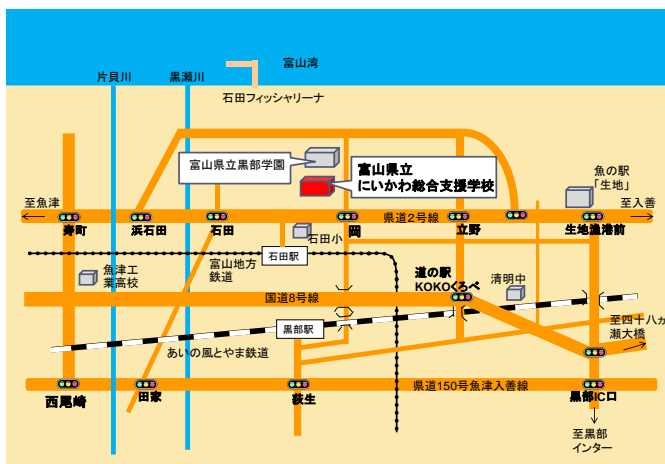 富山湾
片貝川
黒瀬川
石田フィッシャリーナ
富山県立黒部学園
富山県立
にいかわ総合支援学校
魚の駅
「生地」
至魚津
至入善
県道2号線
寿町
浜石田
石田
岡
立野
生地漁港前
石田小
石田駅
富山地方
鉄道
魚津工
業高校
道の駅
KOKOくろべ
清明中
国道8号線
黒部駅
至四十八ヵ
瀬大橋
あいの風とやま鉄道
県道150号魚津入善線
西尾崎
田家
荻生
黒部IC口
至黒部
インター